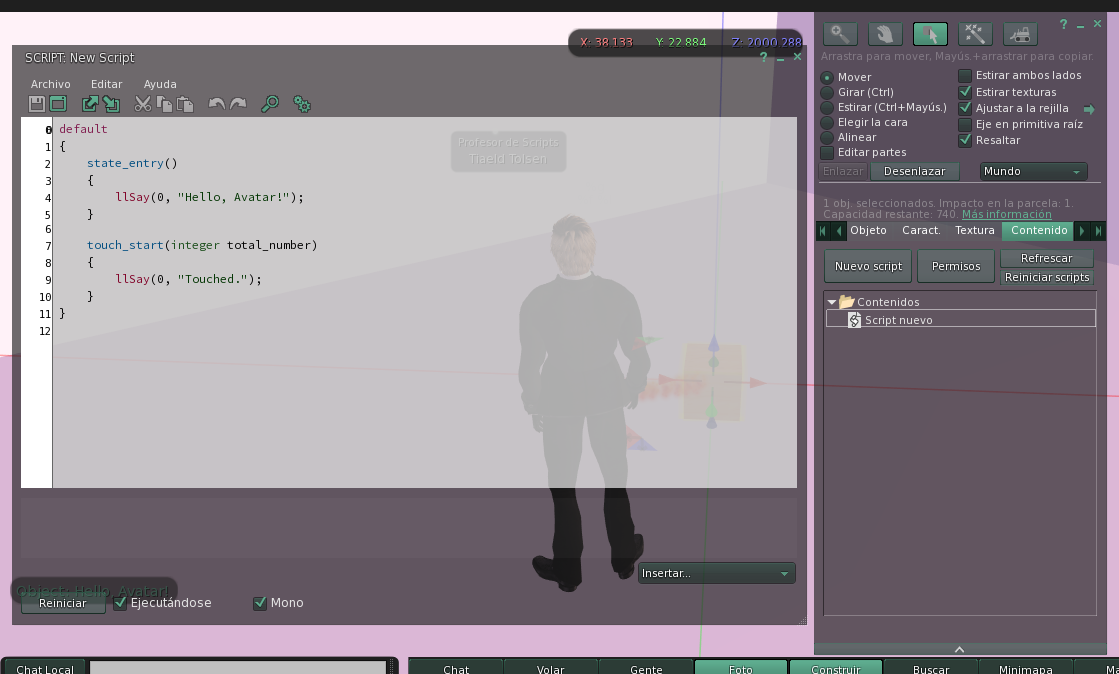 X: 38.133 Y: 22.884 Z: 2000.288
SCRIPT: New Script
? _ ×
Archivo Editar Ayuda
0 default
1 {
2 state_entry()
3 {
4 llSay(0, "Hello, Avatar!");
5 }
6
7 touch_start(integer total_number)
8 {
9 llSay(0, "Touched.");
10 }
11 }
12
Profesor de Scripts
Tiaeld Tolsen
Insertar...
Object: Hello, Avatar!
Reiniciar Ejecutándose Mono
? _ ×
Arrastra para mover, Mayús.+arrastrar para copiar.
Mover
Girar (Ctrl)
Estirar (Ctrl+Mayús.)
Elegir la cara
Alinear
Editar partes
Estirar ambos lados
Estirar texturas
Ajustar a la rejilla
Eje en primitiva raíz
Resaltar
Enlazar Desenlazar Mundo
1 obj. seleccionados. Impacto en la parcela: 1.
Capacidad restante: 740. Más información
Objeto Caract. Textura Contenido
Nuevo script Permisos Refrescar
Reiniciar scripts
Contenidos
Script nuevo
Chat Local Chat Volar Gente Foto Construir Buscar Minimapa